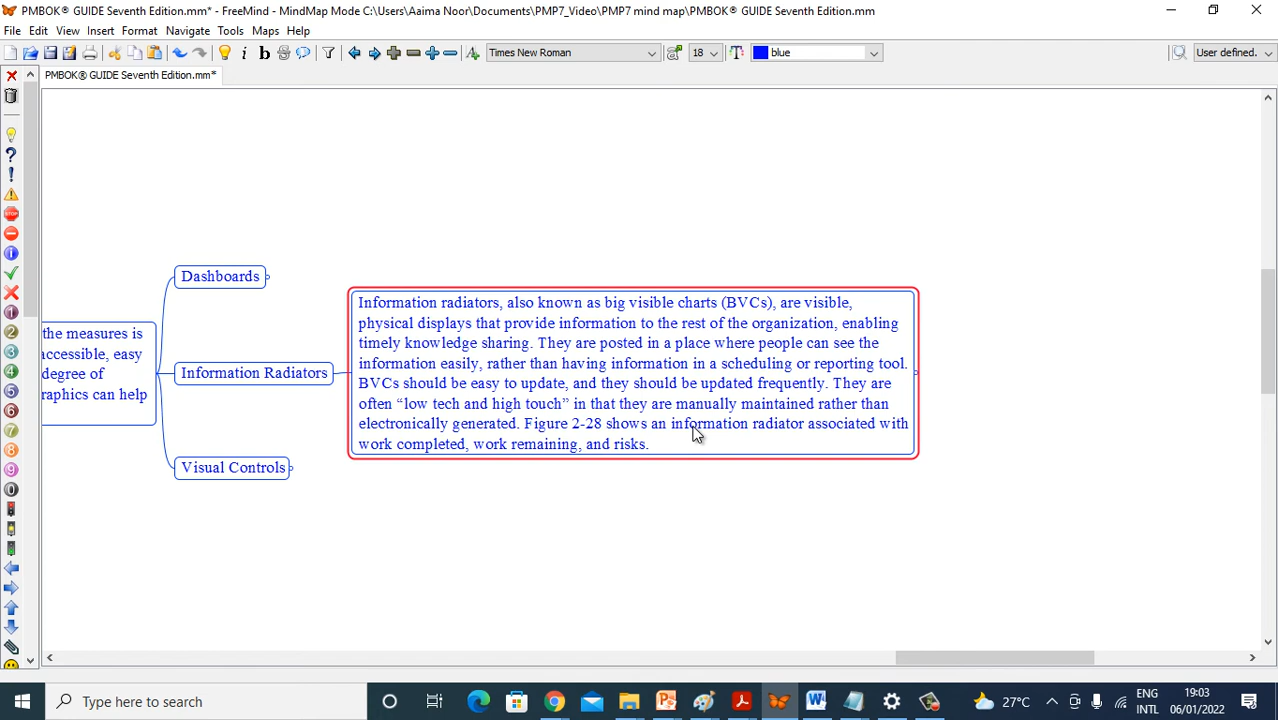 PMBOK® GUIDE Seventh Edition.mm* - FreeMind - MindMap Mode C:\Users\Aaima Noor\Documents\PMP7_Video\PMP7 mind map\PMBOK® GUIDE Seventh Edition.mm
File Edit View Insert Format Navigate Tools Maps Help
Times New Roman 18 blue User defined.
PMBOK® GUIDE Seventh Edition.mm*
Dashboards
the measures is
accessible, easy
degree of
raphics can help
Information Radiators
Visual Controls
Information radiators, also known as big visible charts (BVCs), are visible,
physical displays that provide information to the rest of the organization, enabling
timely knowledge sharing. They are posted in a place where people can see the
information easily, rather than having information in a scheduling or reporting tool.
BVCs should be easy to update, and they should be updated frequently. They are
often “low tech and high touch” in that they are manually maintained rather than
electronically generated. Figure 2-28 shows an information radiator associated with
work completed, work remaining, and risks.
Type here to search
27°C
ENG
INTL
19:03
06/01/2022